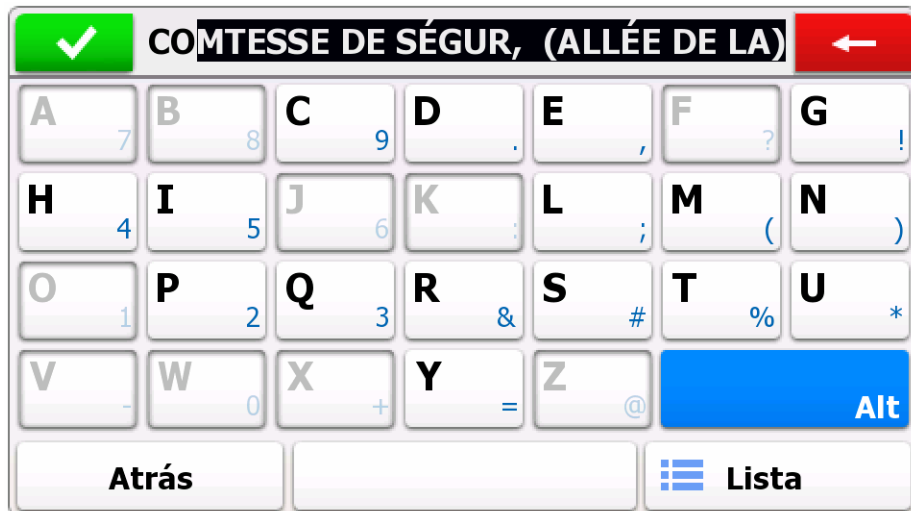 COMTESSE DE SÉGUR, (ALLÉE DE LA)
A 7 B 8 C 9 D . E , F ? G !
H 4 I 5 J 6 K : L ; M ( N )
O 1 P 2 Q 3 R & S # T % U *
V - W 0 X + Y = Z @ Alt
Atrás Lista